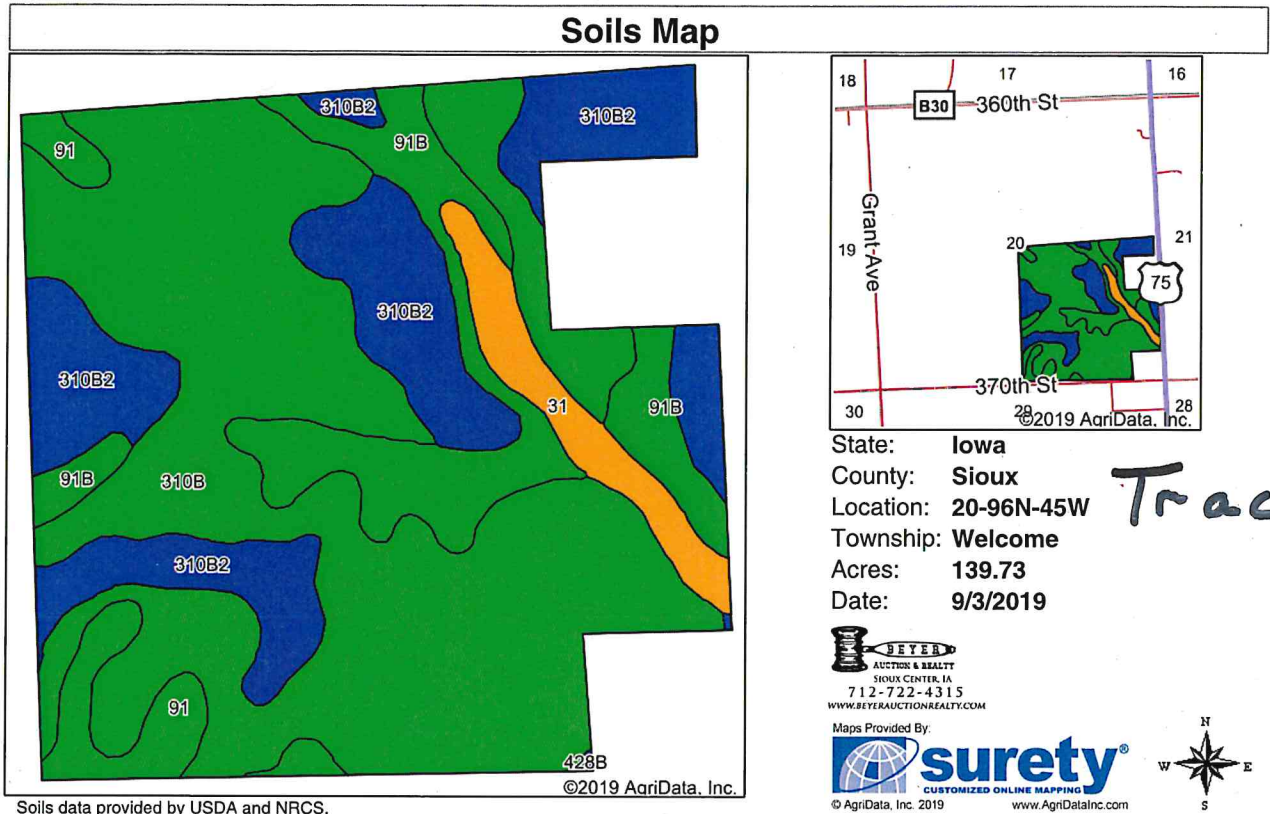 Soils Map
310B2
310B2
91
91B
310B2
310B2
31
91B
91B
310B
310B2
91
428B
©2019 AgriData, Inc.
Soils data provided by USDA and NRCS.
18
17
16
B30
360th St
Grant Ave
19
20
21
75
370th St
30
29
28
©2019 AgriData, Inc.
State: Iowa
County: Sioux
Location: 20-96N-45W
Township: Welcome
Acres: 139.73
Date: 9/3/2019
Trac
BEYER
AUCTION & REALTY
SIOUX CENTER, IA
712-722-4315
WWW.BEYERAUCTIONREALTY.COM
Maps Provided By:
surety®
CUSTOMIZED ONLINE MAPPING
© AgriData, Inc. 2019
www.AgriDataInc.com
N
W
E
S